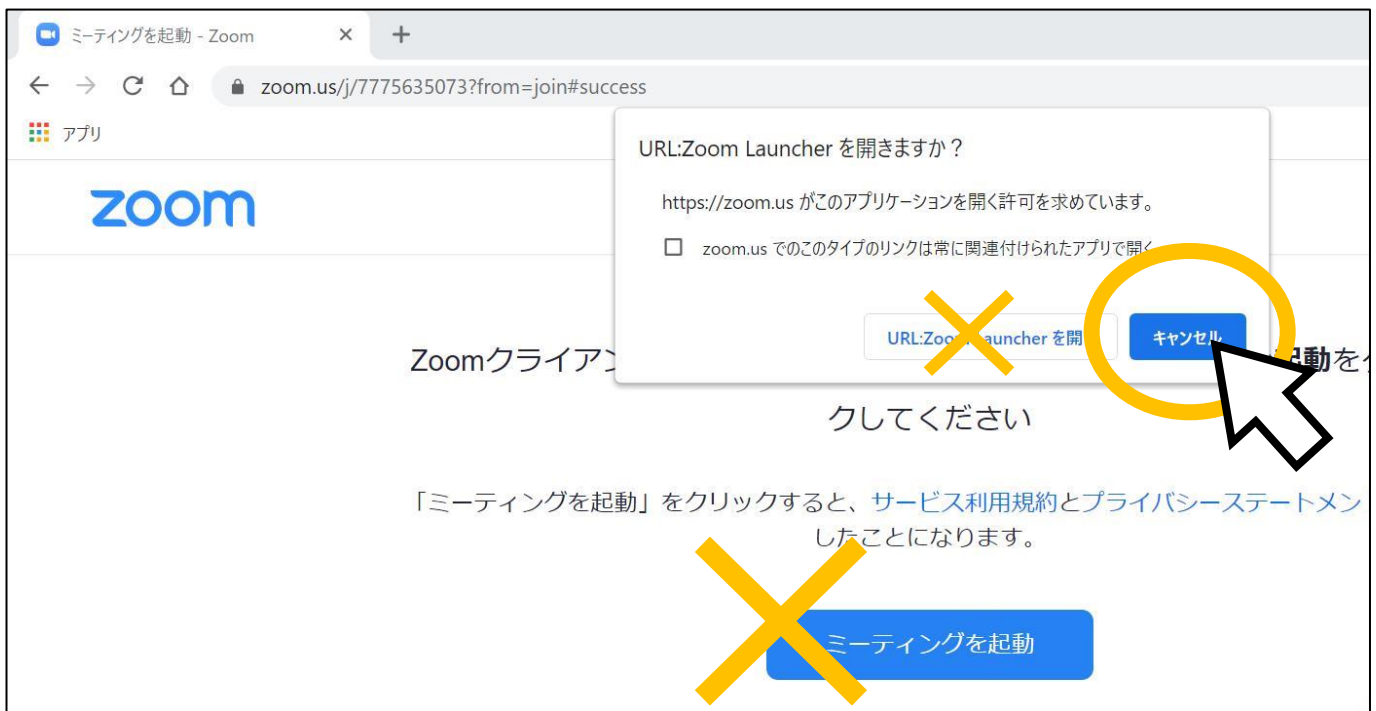 ミーティングを起動 - Zoom
zoom.us/j/7775635073?from=join#success
アプリ
URL:Zoom Launcher を開きますか？
https://zoom.us がこのアプリケーションを開く許可を求めています。
zoom.us でのこのタイプのリンクは常に関連付けられたアプリで開く
zoom
URL:Zoom Launcher を開 キャンセル
Zoomクライアン 起動を
クしてください
「ミーティングを起動」をクリックすると、サービス利用規約とプライバシーステートメン
したことになります。
ミーティングを起動